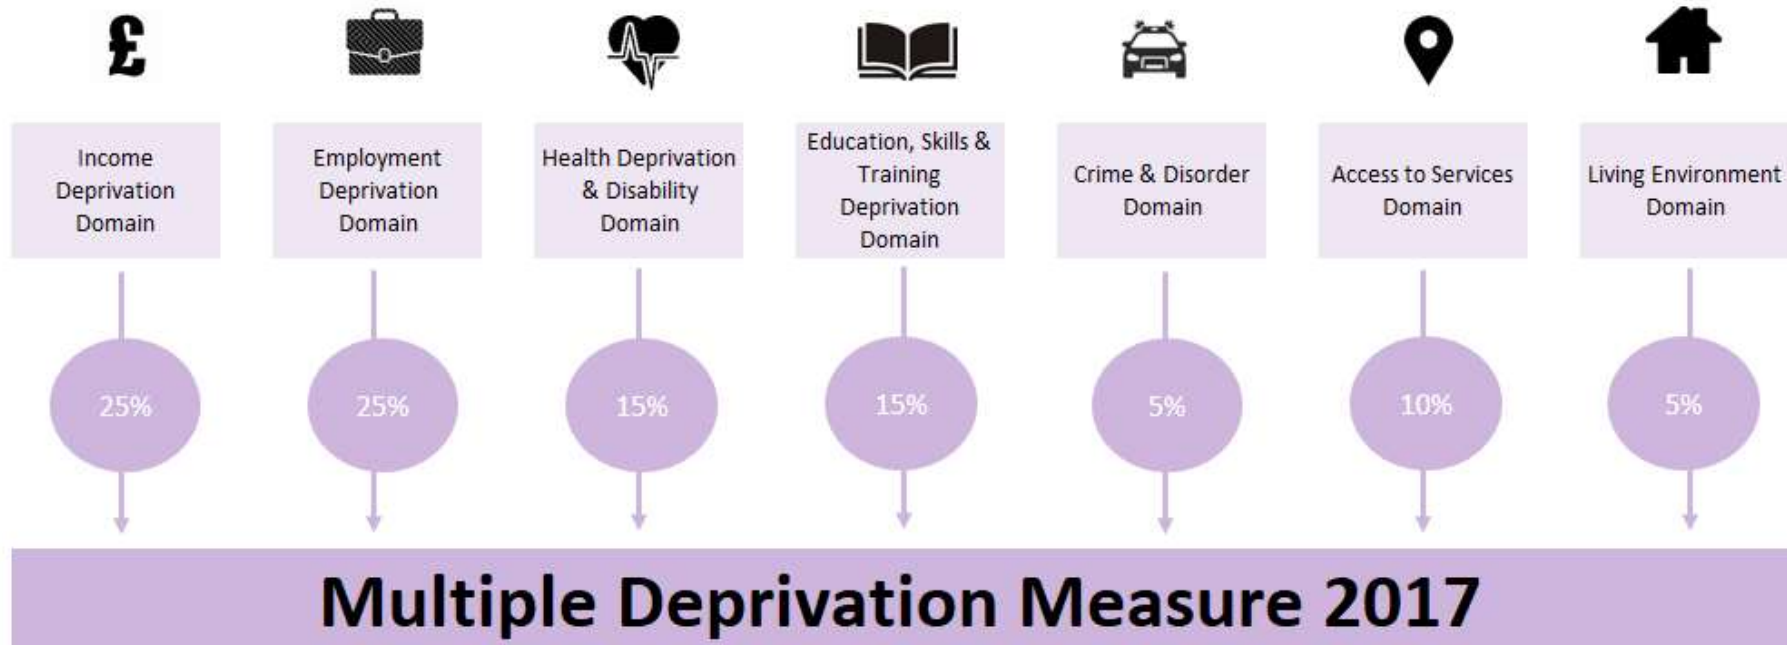 £
Income
Deprivation
Domain
Employment
Deprivation
Domain
Health Deprivation
& Disability
Domain
Education, Skills &
Training
Deprivation
Domain
Crime & Disorder
Domain
Access to Services
Domain
Living Environment
Domain
25%
25%
15%
15%
5%
10%
5%
Multiple Deprivation Measure 2017